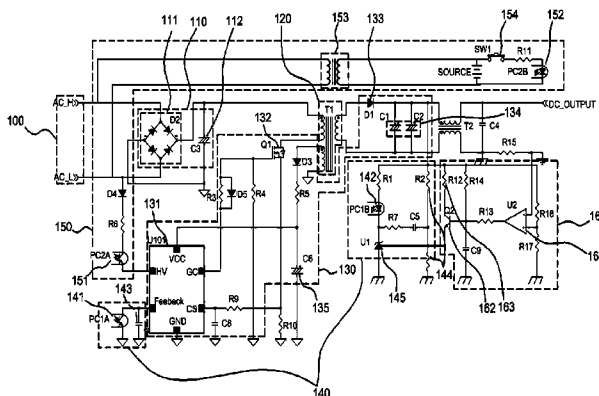 111 110 112 120 153 133 154 152
SW1 R11
SOURCE PC2B
100 AC_H D2 C3 132 T1 D1 C1 C2 134 T2 C4 DC_OUTPUT
Q1
R15
AC_L D3
D4 131 R3 D5 R4 R5 142 R1 R2 R12 R14 U2 R16
150 R6 PC1B R7 C5 R13
U101
VCC C6 U1 R17
PC2A HV GC 130 C9
151 144
143 135 145 162 163
141 Feeback CS R9
PC1A C8 R10
GND
140